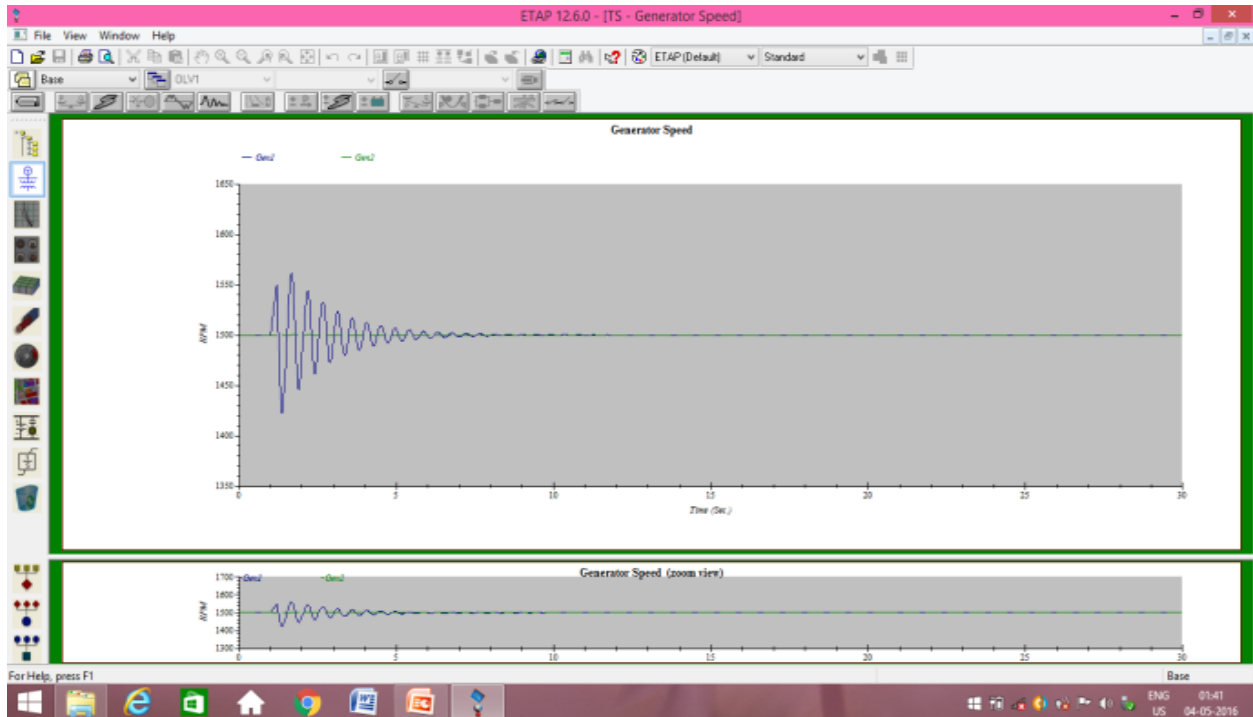 ETAP 12.6.0 - [TS - Generator Speed]
File View Window Help
ETAP (Default) Standard
Base OLV1
Generator Speed
Gen2 Gen2
1650
1600
1550
1500
1450
1400
1350
RPM
0 5 10 15 20 25 30
Time (Sec.)
Generator Speed (zoom view)
Gen2 Gen2
1700
1600
1500
1400
1300
RPM
0 5 10 15 20 25 30
For Help, press F1 Base
ENG 01:41
US 04-05-2016